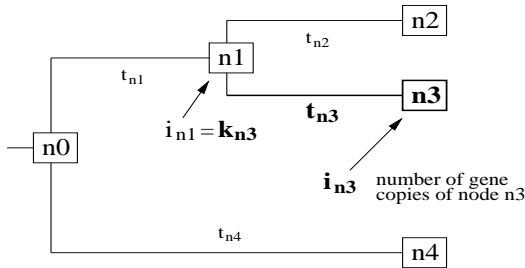 n2
t_n2
n1
t_n1
n3
t_n3
i_n1 = k_n3
n0
i_n3 number of gene
copies of node n3
t_n4
n4